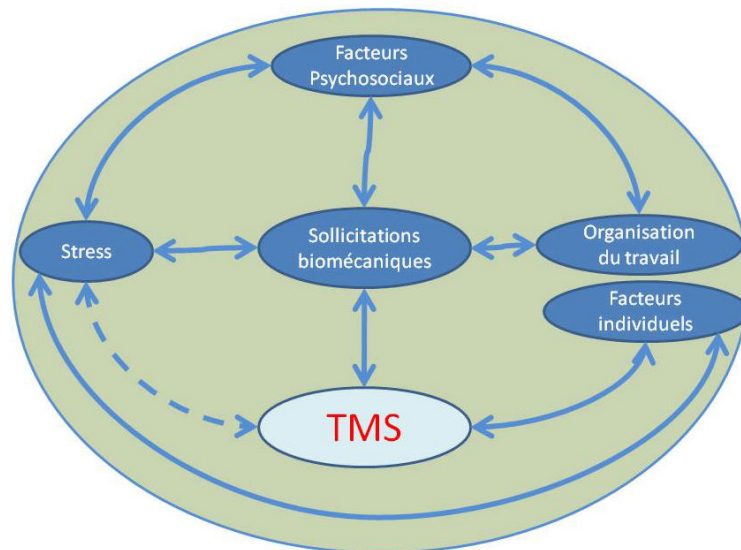 Facteurs
Psychosociaux
Stress
Sollicitations
biomécaniques
Organisation
du travail
Facteurs
individuels
TMS